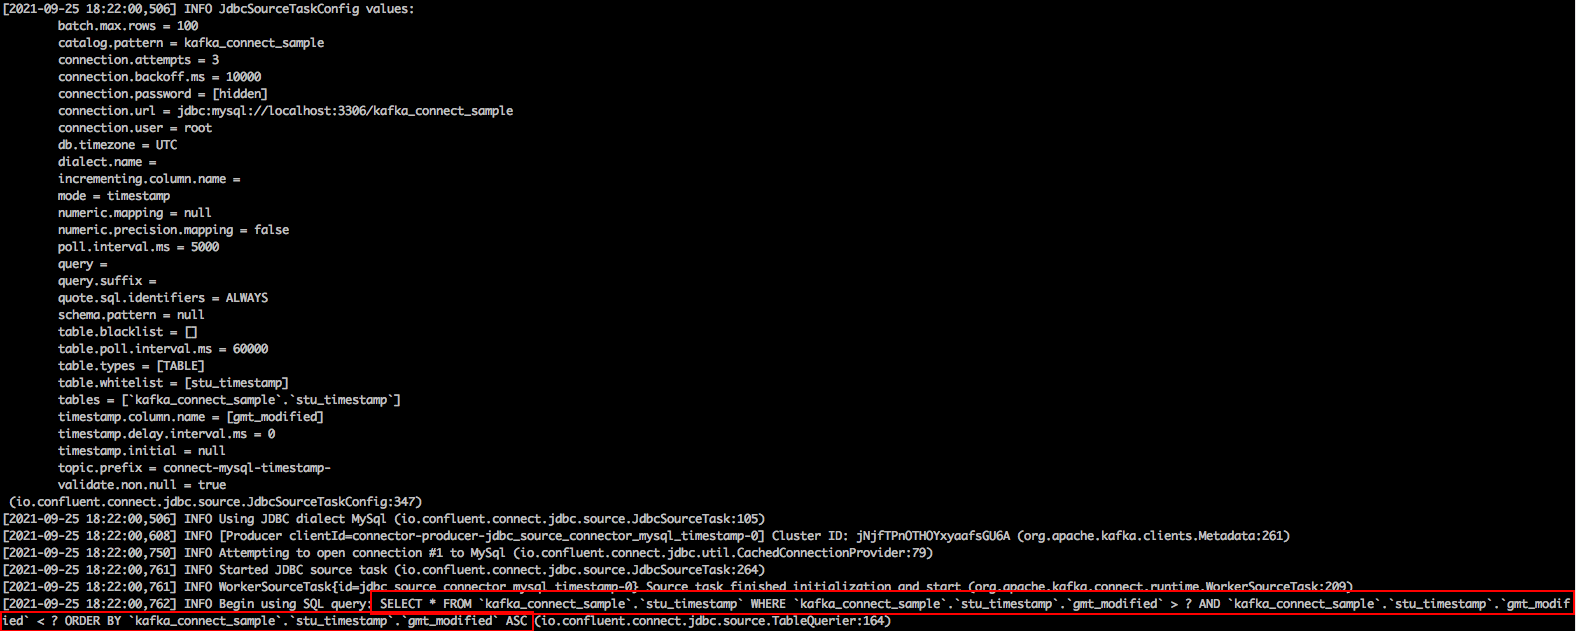 [2021-09-25 18:22:00,506] INFO JdbcSourceTaskConfig values:
batch.max.rows = 100
catalog.pattern = kafka_connect_sample
connection.attempts = 3
connection.backoff.ms = 10000
connection.password = [hidden]
connection.url = jdbc:mysql://localhost:3306/kafka_connect_sample
connection.user = root
db.timezone = UTC
dialect.name =
incrementing.column.name =
mode = timestamp
numeric.mapping = null
numeric.precision.mapping = false
poll.interval.ms = 5000
query =
query.suffix =
quote.sql.identifiers = ALWAYS
schema.pattern = null
table.blacklist = []
table.poll.interval.ms = 60000
table.types = [TABLE]
table.whitelist = [stu_timestamp]
tables = [`kafka_connect_sample`.`stu_timestamp`]
timestamp.column.name = [gmt_modified]
timestamp.delay.interval.ms = 0
timestamp.initial = null
topic.prefix = connect-mysql-timestamp-
validate.non.null = true
(io.confluent.connect.jdbc.source.JdbcSourceTaskConfig:347)
[2021-09-25 18:22:00,506] INFO Using JDBC dialect MySql (io.confluent.connect.jdbc.source.JdbcSourceTask:105)
[2021-09-25 18:22:00,608] INFO [Producer clientId=connector-producer-jdbc_source_connector_mysql_timestamp-0] Cluster ID: jNjfTPnOTHOYxyaafsGU6A (org.apache.kafka.clients.Metadata:261)
[2021-09-25 18:22:00,750] INFO Attempting to open connection #1 to MySql (io.confluent.connect.jdbc.util.CachedConnectionProvider:79)
[2021-09-25 18:22:00,761] INFO Started JDBC source task (io.confluent.connect.jdbc.source.JdbcSourceTask:264)
[2021-09-25 18:22:00,761] INFO WorkerSourceTask{id=jdbc_source_connector_mysql_timestamp-0} Source task finished initialization and start (org.apache.kafka.connect.runtime.WorkerSourceTask:209)
[2021-09-25 18:22:00,762] INFO Begin using SQL query: SELECT * FROM `kafka_connect_sample`.`stu_timestamp` WHERE `kafka_connect_sample`.`stu_timestamp`.`gmt_modified` > ? AND `kafka_connect_sample`.`stu_timestamp`.`gmt_modif
ied` < ? ORDER BY `kafka_connect_sample`.`stu_timestamp`.`gmt_modified` ASC (io.confluent.connect.jdbc.source.TableQuerier:164)